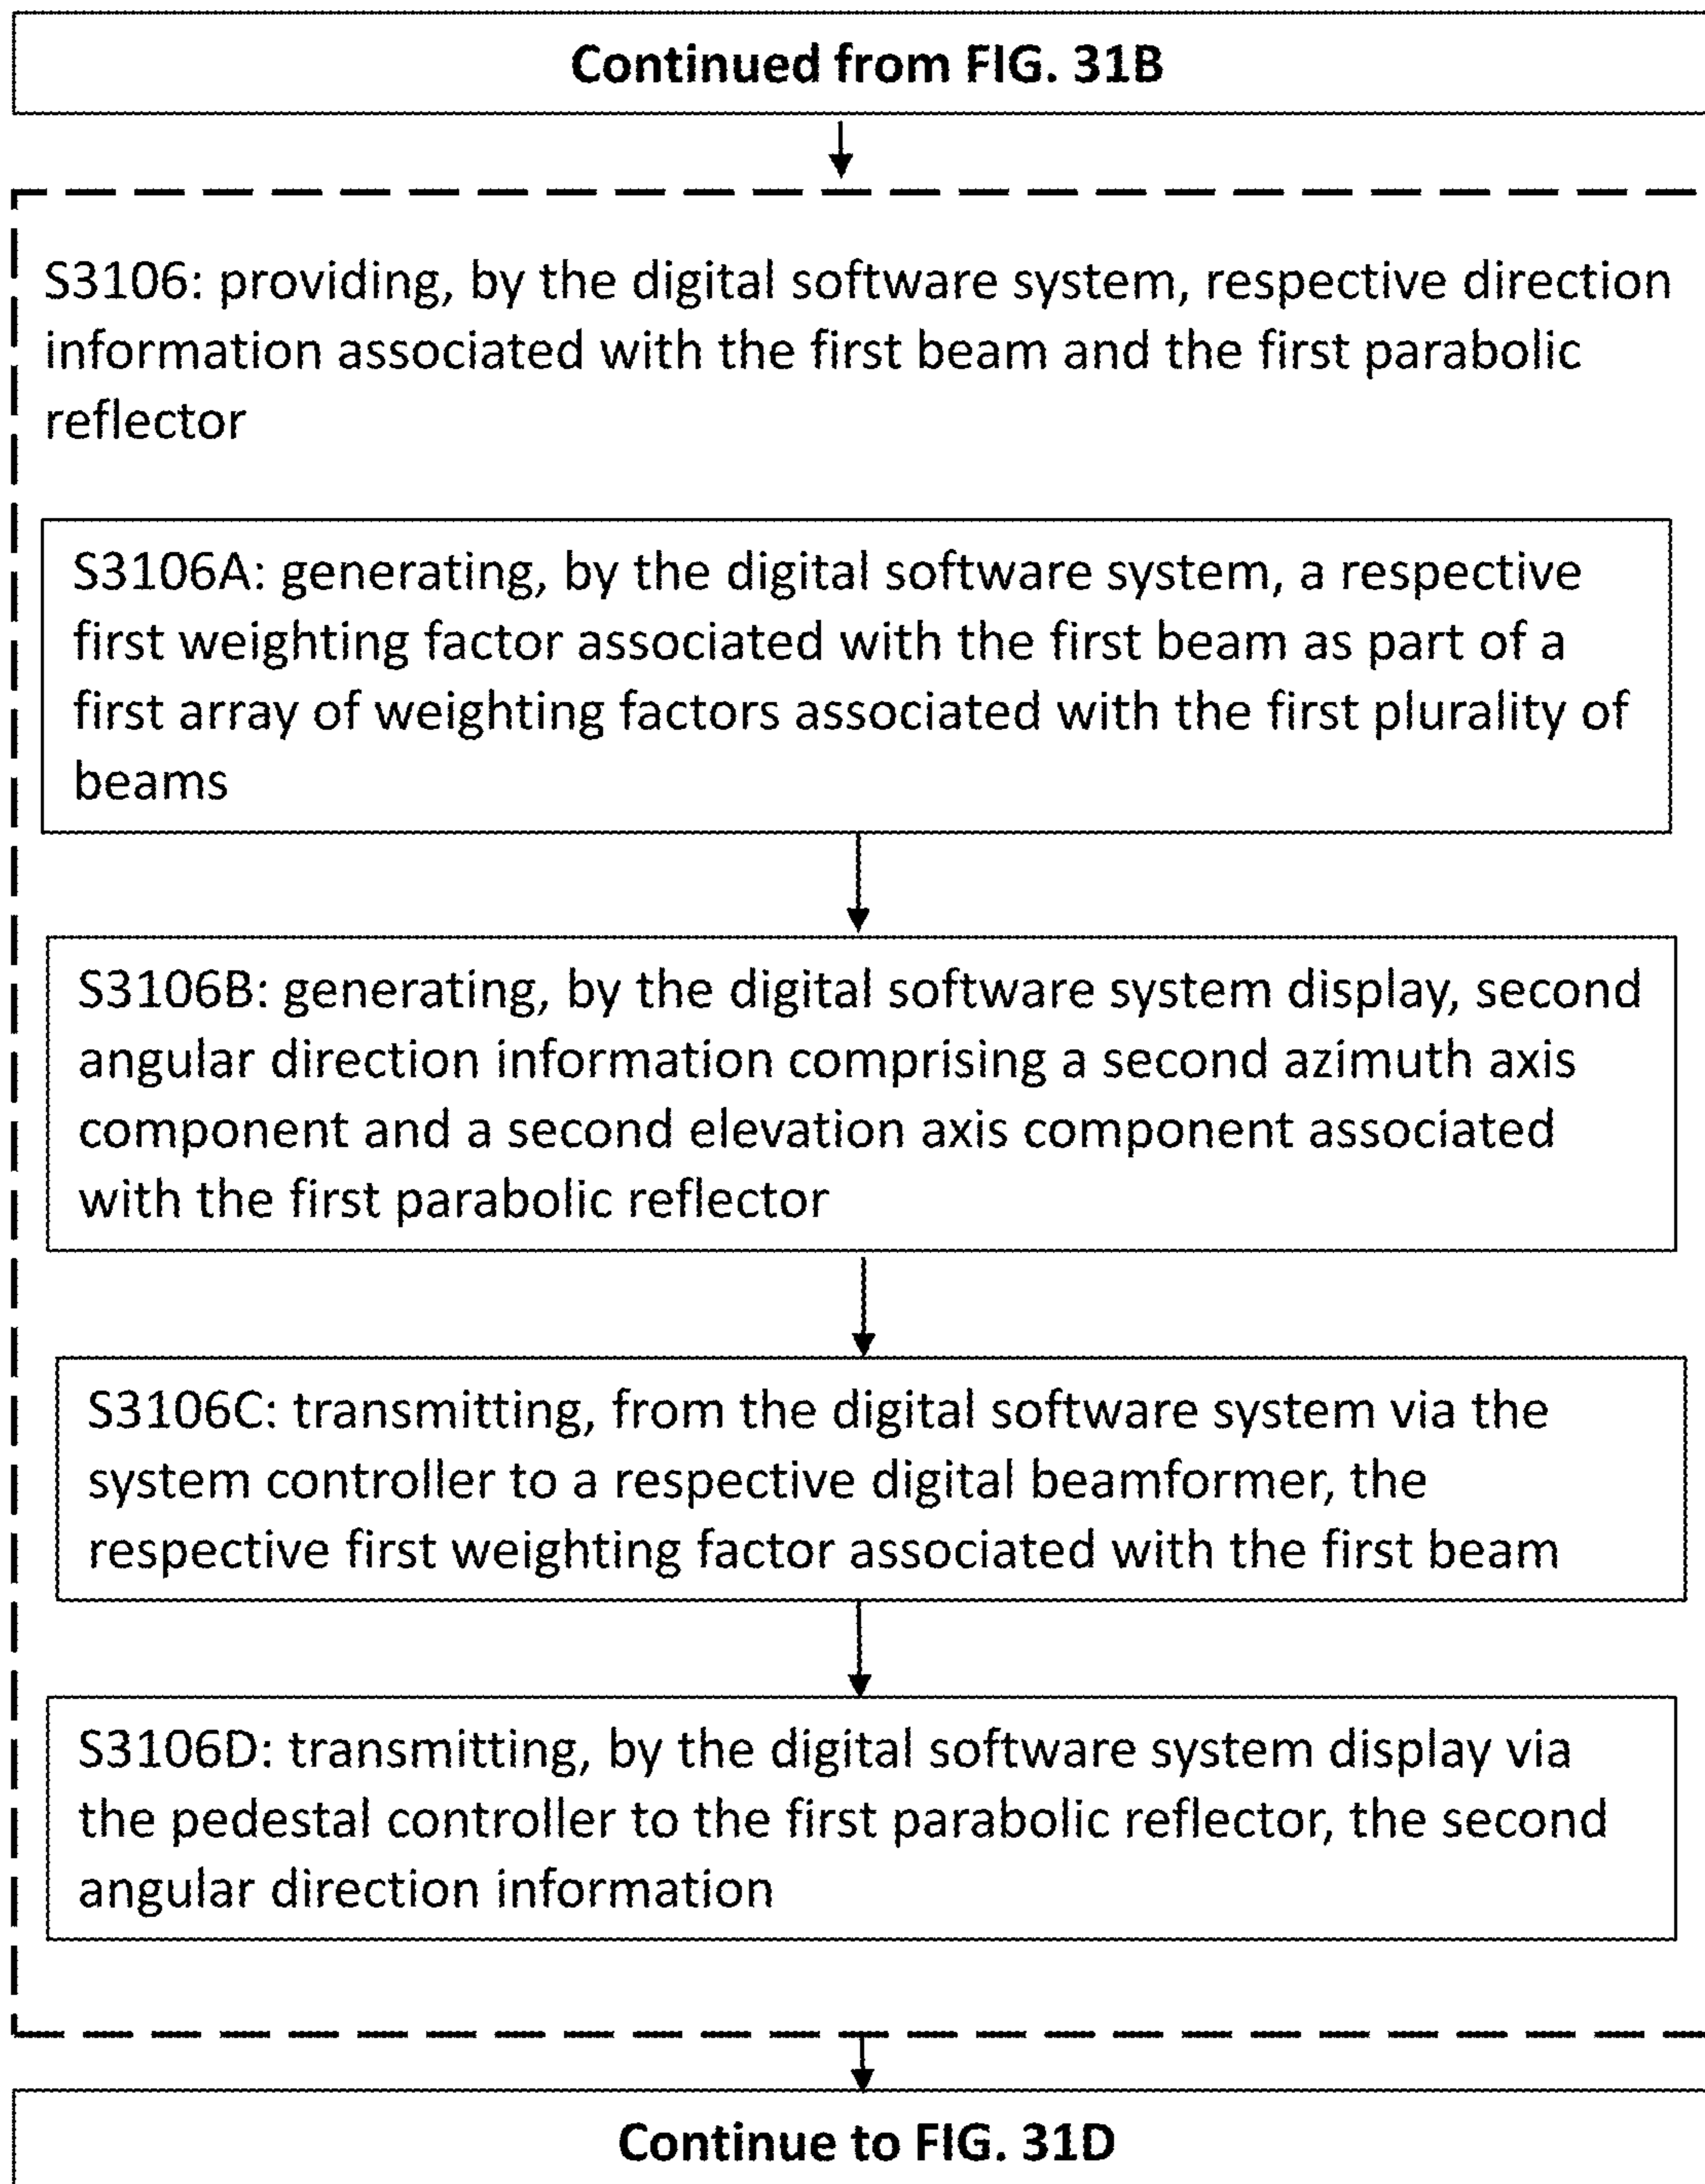 Continued from FIG. 31B
S3106: providing, by the digital software system, respective direction
information associated with the first beam and the first parabolic
reflector
S3106A: generating, by the digital software system, a respective
first weighting factor associated with the first beam as part of a
first array of weighting factors associated with the first plurality of
beams
S3106B: generating, by the digital software system display, second
angular direction information comprising a second azimuth axis
component and a second elevation axis component associated
with the first parabolic reflector
S3106C: transmitting, from the digital software system via the
system controller to a respective digital beamformer, the
respective first weighting factor associated with the first beam
S3106D: transmitting, by the digital software system display via
the pedestal controller to the first parabolic reflector, the second
angular direction information
Continue to FIG. 31D